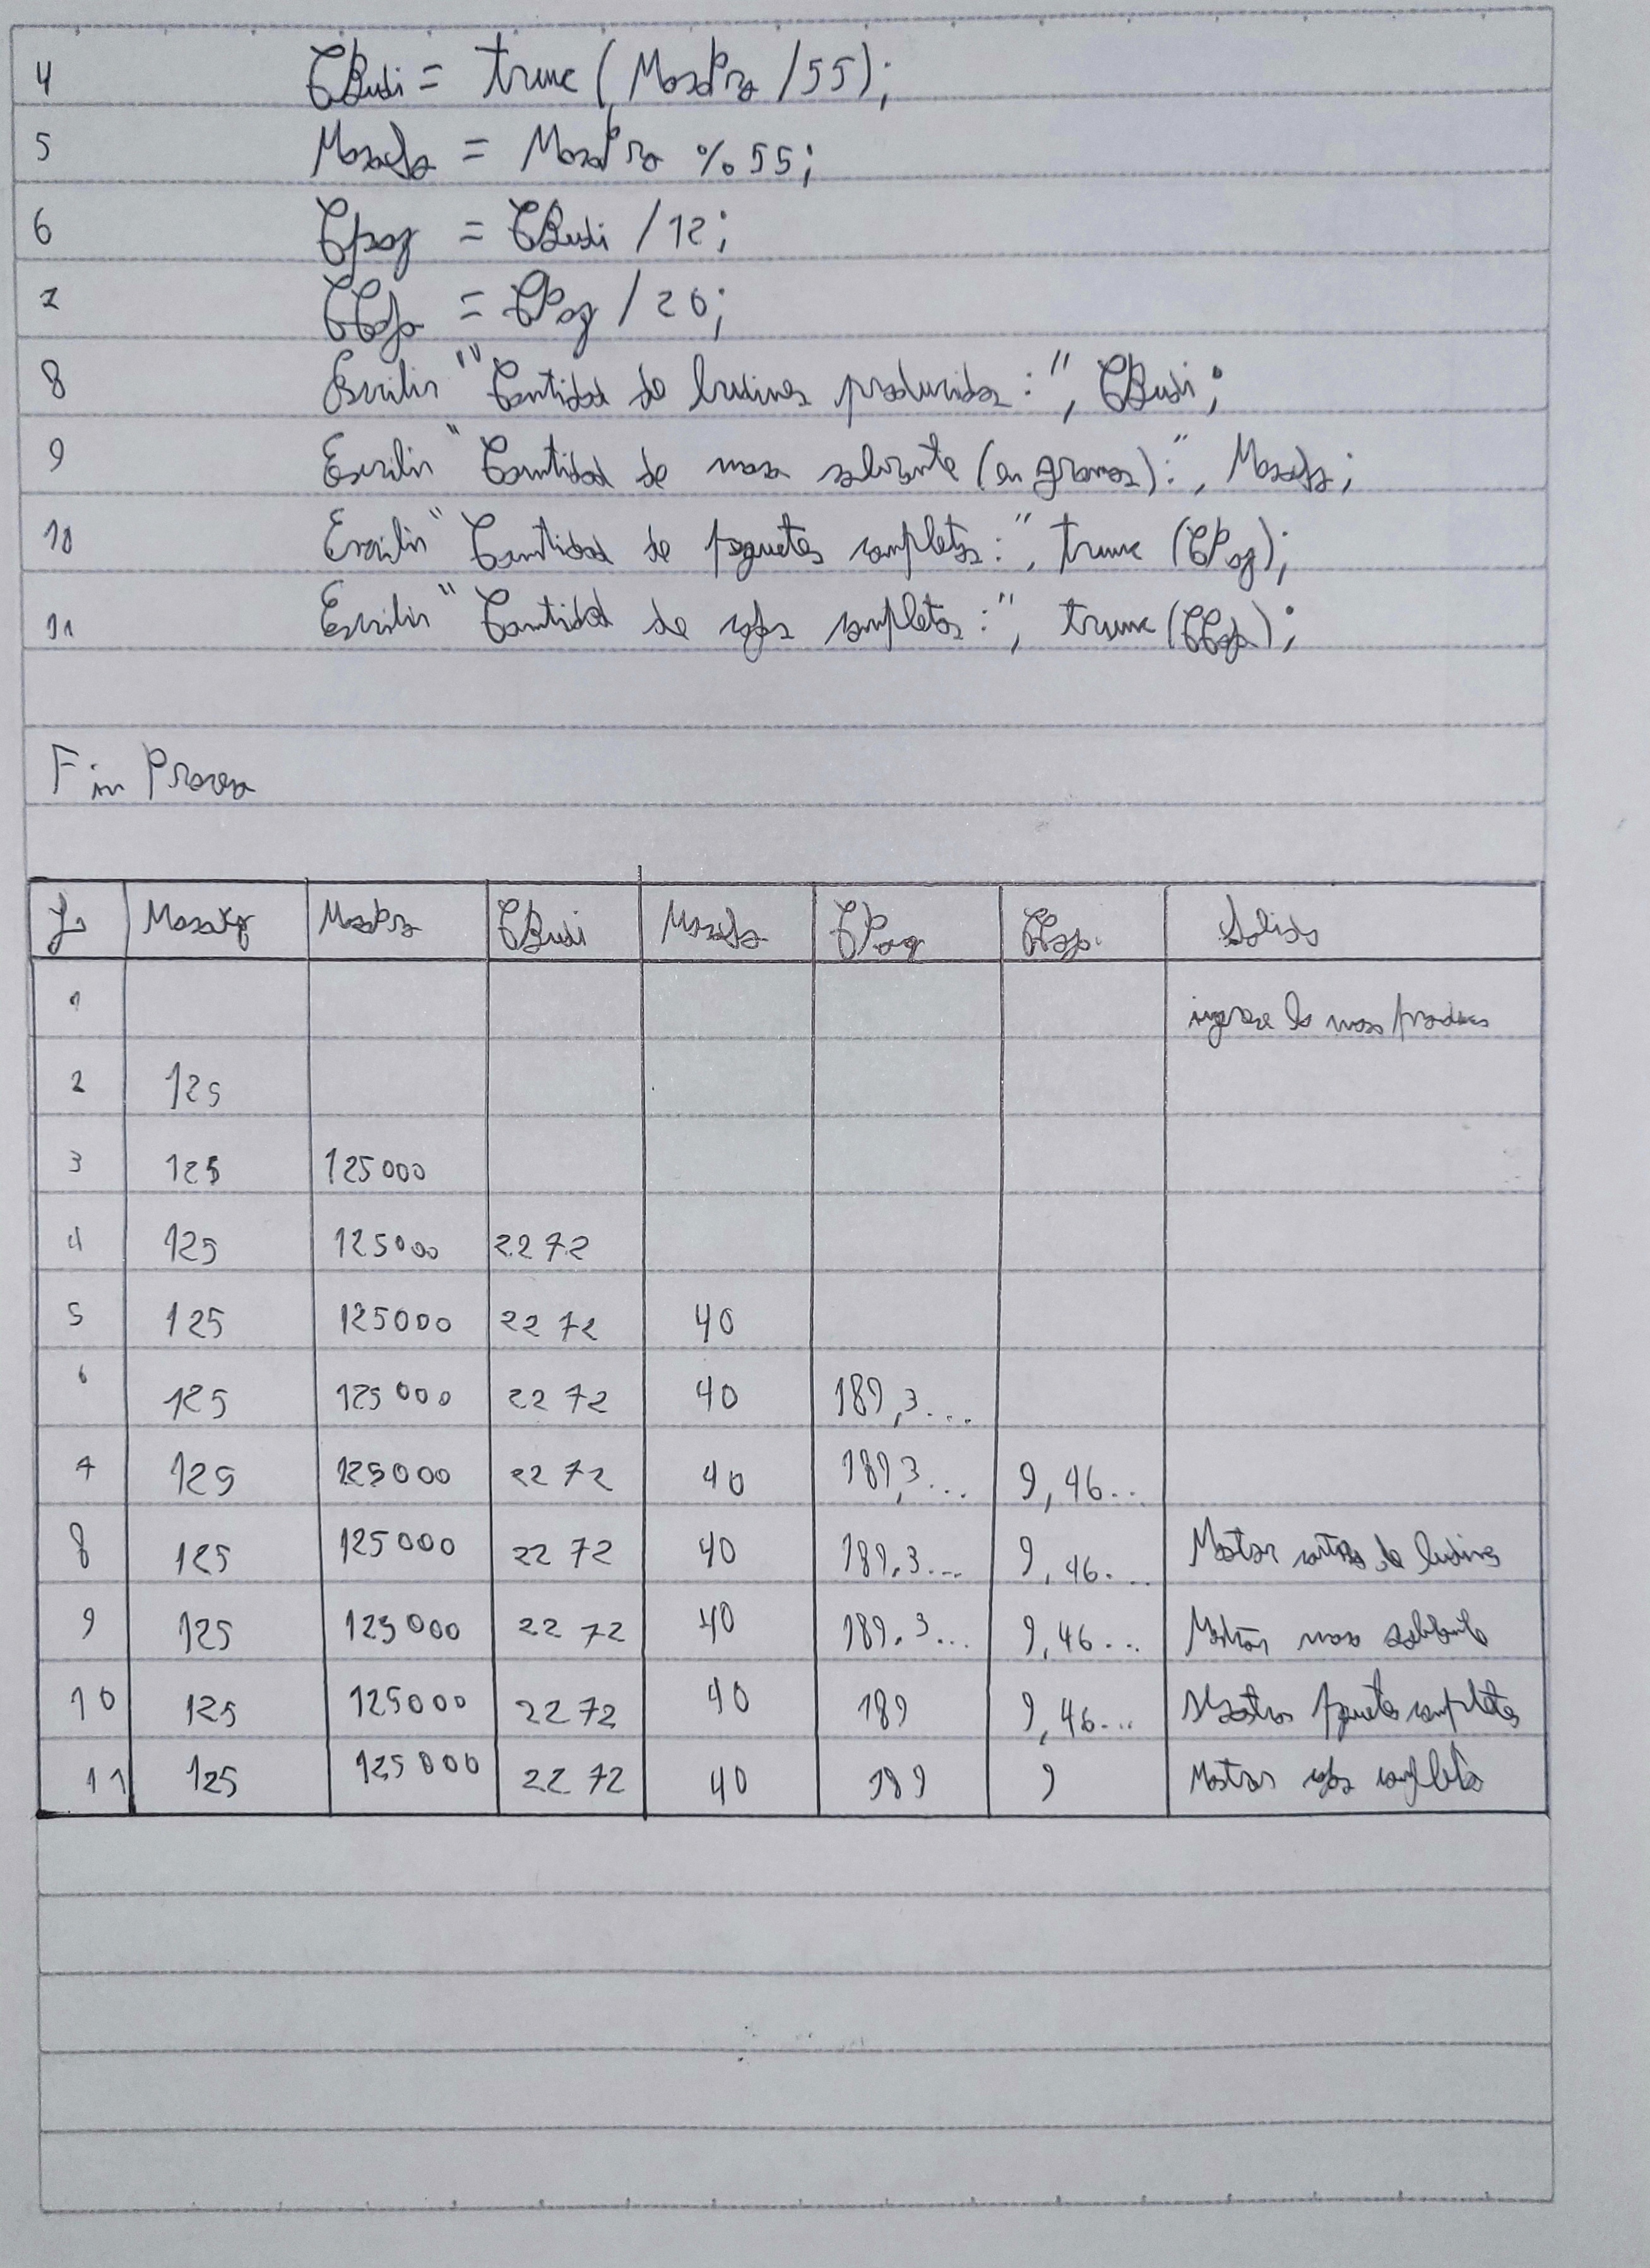 4 CBudi = trunc (MasaPro /55);
5 MasaSo = MasaPro % 55;
6 CPaq = CBudi /12;
7 CCaja = CPaq / 20;
8 Escribir "Cantidad de budines producidos:", CBudi;
9 Escribir "Cantidad de masa sobrante (en gramos):", MasaSo;
10 Escribir "Cantidad de paquetes completos:", trunc (CPaq);
11 Escribir "Cantidad de cajas completas:", trunc (CCaja);
Fin Proceso
L MasaKg MasaPro CBudi MasaSo CPaq CCaja. Salida
1 ingrese la masa
2 125
3 125 125000
4 125 125000 2272
5 125 125000 2272 40
6 125 125000 2272 40 189,3...
7 125 125000 2272 40 189,3... 9,46...
8 125 125000 2272 40 189,3... 9,46... Mostrar de budines
9 125 125000 2272 40 189,3... 9,46... Mostrar masa sobrante
10 125 125000 2272 40 189 9,46... Mostrar paquetes completos
11 125 125000 2272 40 189 9 Mostrar cajas completas